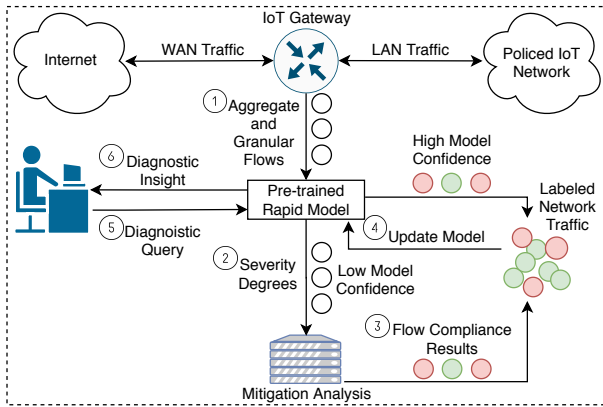 IoT Gateway
Internet
WAN Traffic
LAN Traffic
Policed IoT
Network
1
Aggregate
and
Granular
Flows
High Model
Confidence
6
Diagnostic
Insight
Pre-trained
Rapid Model
Labeled
Network
Traffic
5
Diagnostic
Query
4
Update Model
2
Severity
Degrees
Low Model
Confidence
3
Flow Compliance
Results
Mitigation Analysis